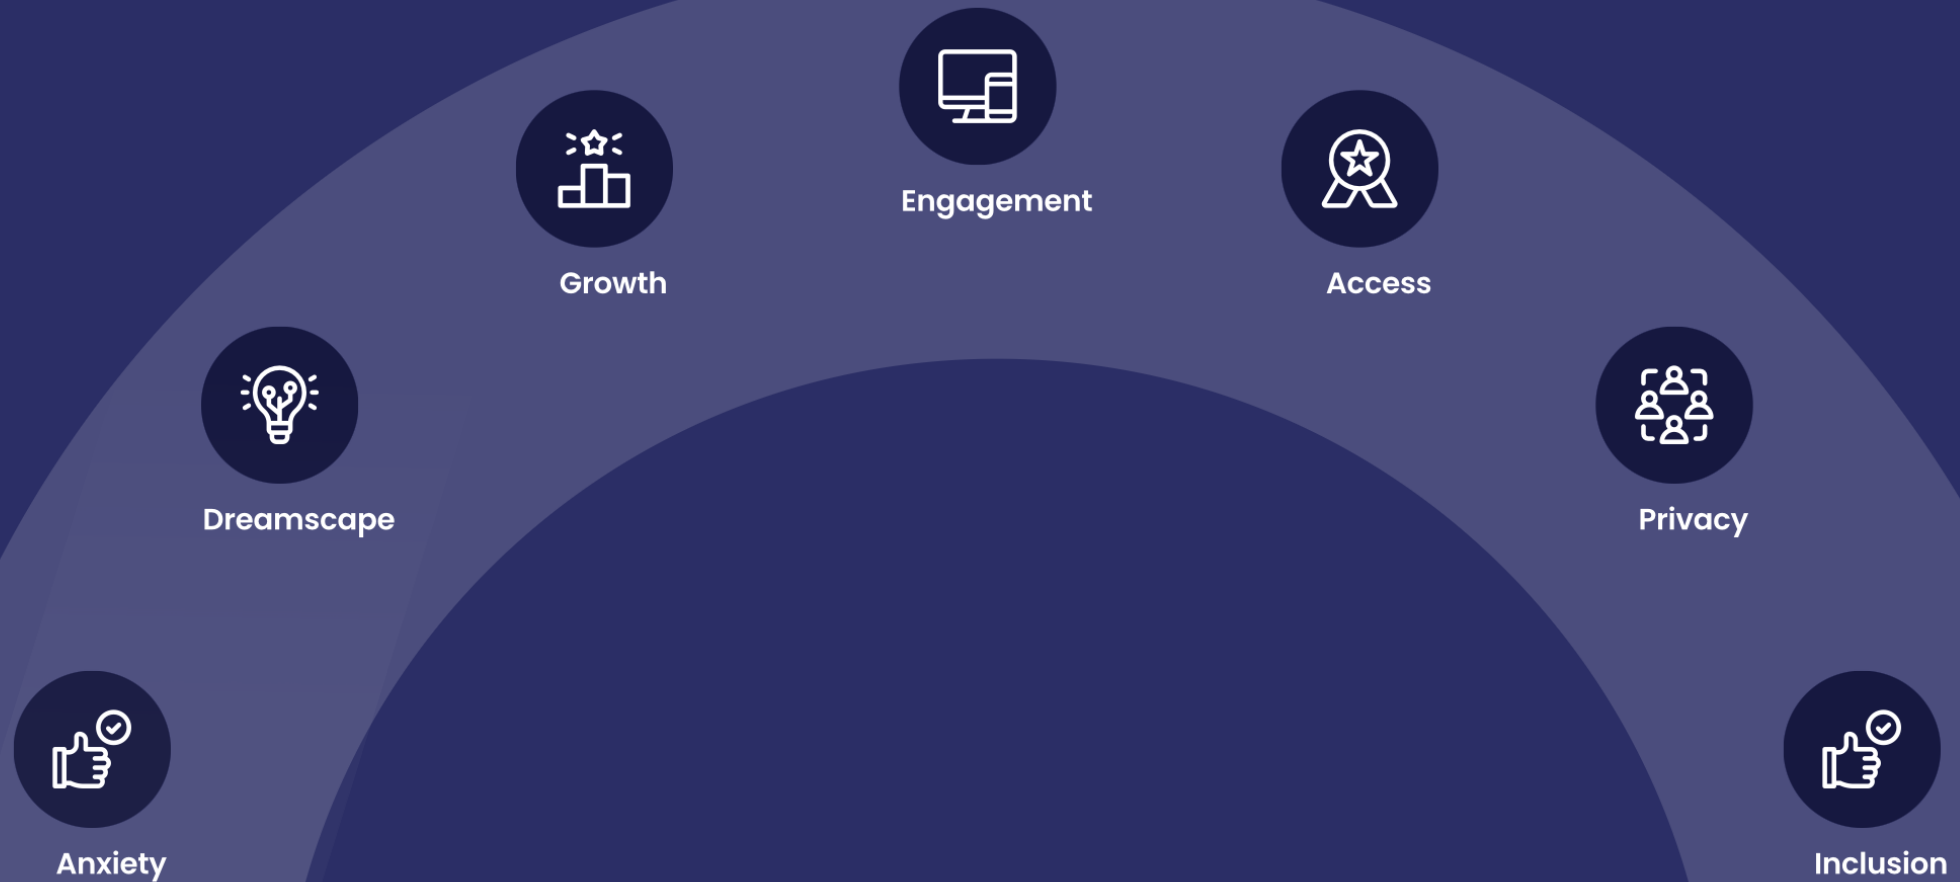 Engagement
Growth
Access
Dreamscape
Privacy
Anxiety
Inclusion